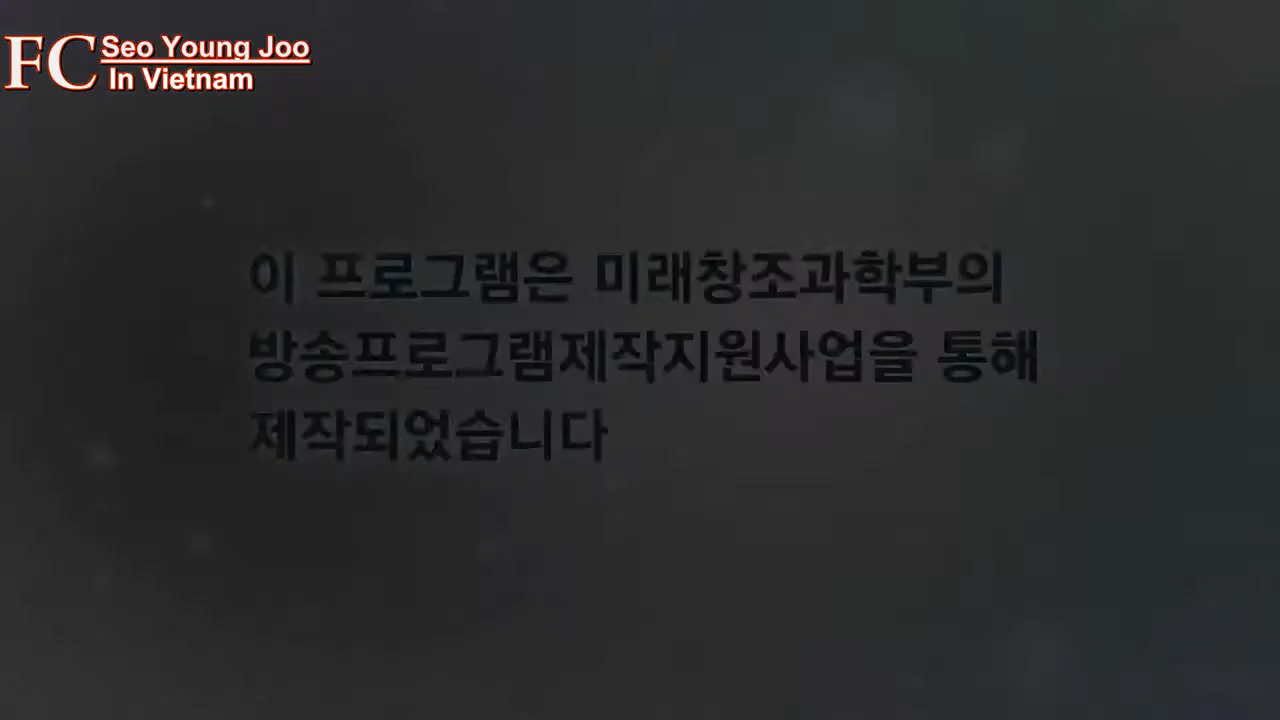 FC Seo Young Joo
In Vietnam
이 프로그램은 미래창조과학부의
방송프로그램제작지원사업을 통해
제작되었습니다